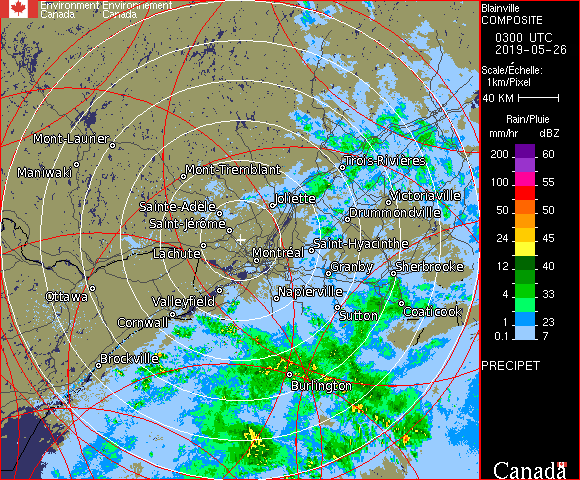 Environment Environnement
Canada Canada
Blainville
COMPOSITE
0300 UTC
2019-05-26
Scale/Échelle:
1km/Pixel
40 KM
Rain/Pluie
mm/hr dBZ
200 60
100 55
50 50
24 45
12 40
4 33
1 23
0.1 7
PRECIPET
Canada
Mont-Laurier
Maniwaki
Mont-Tremblant
Trois-Rivières
Joliette
Victoriaville
Sainte-Adele
Drummondville
Saint-Jérôme
Saint-Hyacinthe
Lachute
Montréal
Granby
Sherbrooke
Ottawa
Valleyfield
Napierville
Coaticook
Cornwall
Sutton
Brockville
Burlington